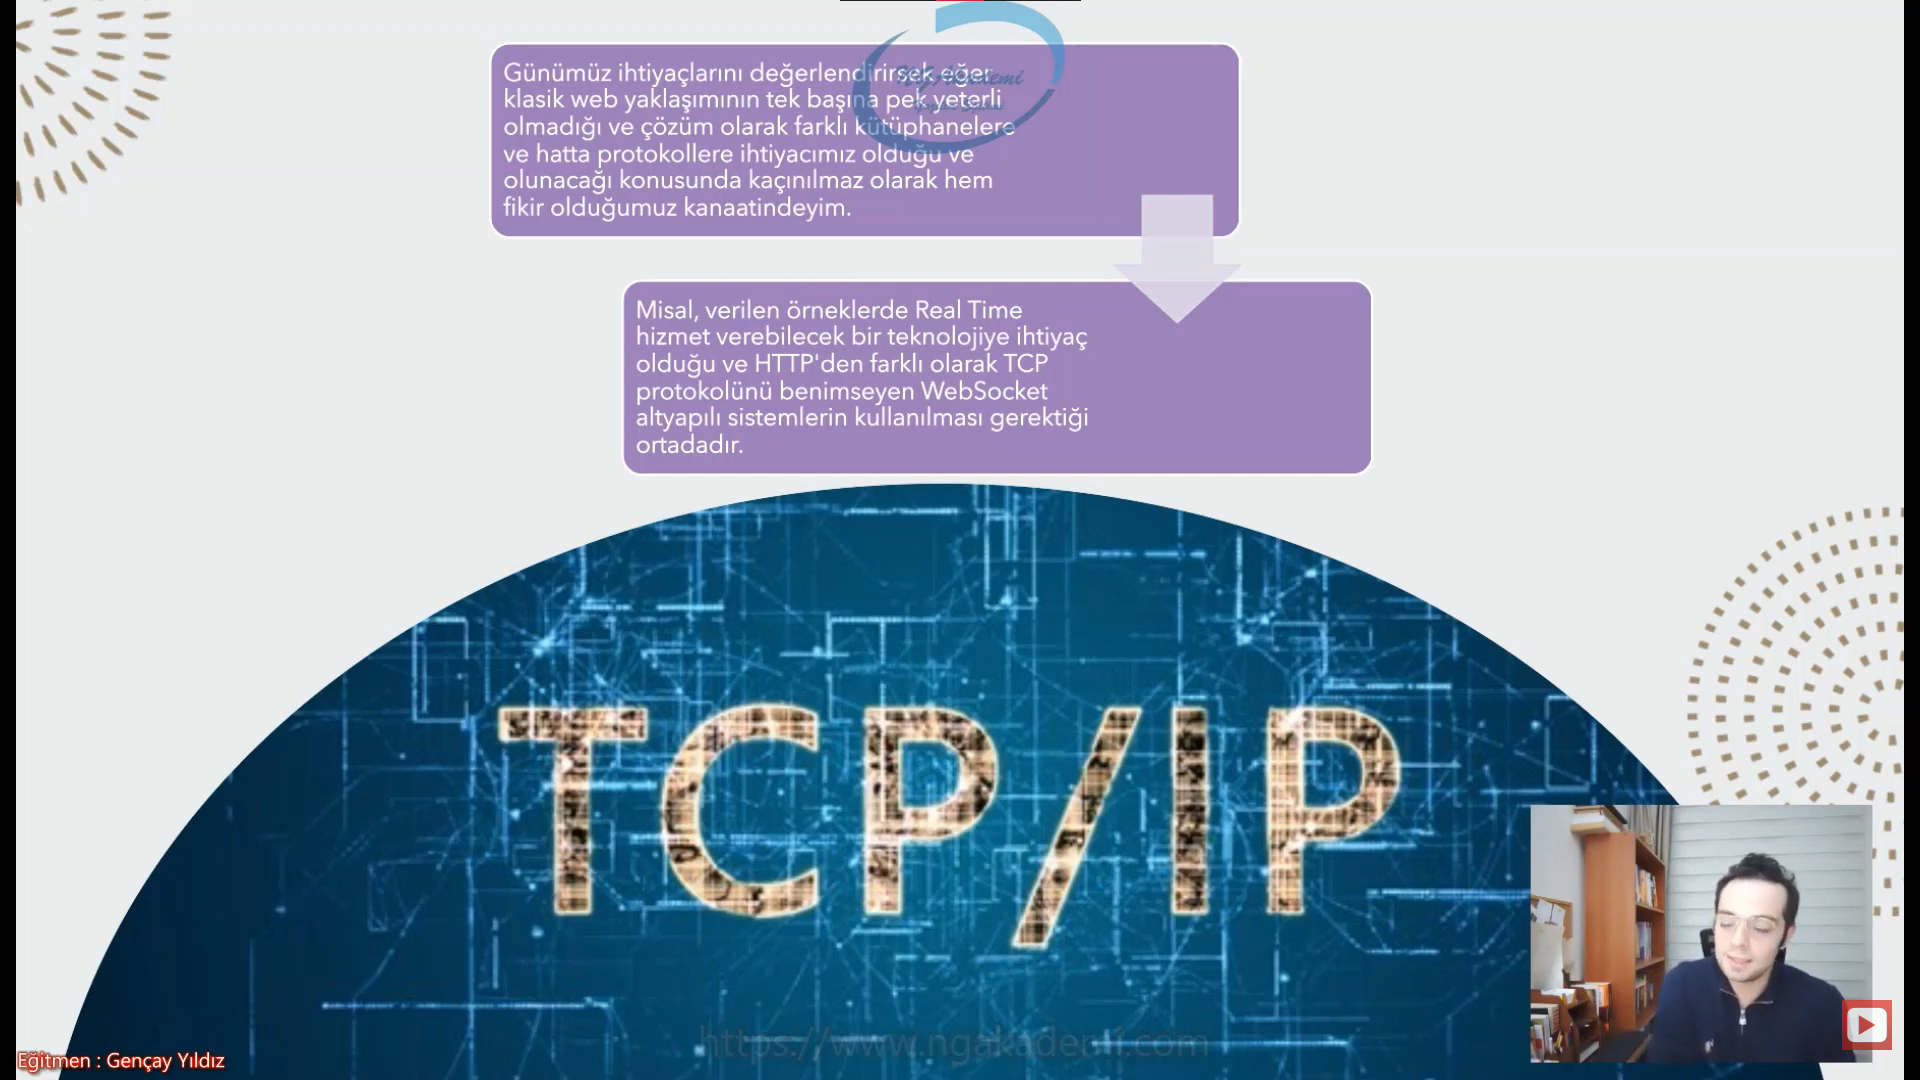 Günümüz ihtiyaçlarını değerlendirirsek eğer
klasik web yaklaşımının tek başına pek yeterli
olmadığı ve çözüm olarak farklı kütüphanelere
ve hatta protokollere ihtiyacımız olduğu ve
olunacağı konusunda kaçınılmaz olarak hem
fikir olduğumuz kanaatindeyim.
Misal, verilen örneklerde Real Time
hizmet verebilecek bir teknolojiye ihtiyaç
olduğu ve HTTP'den farklı olarak TCP
protokolünü benimseyen WebSocket
altyapılı sistemlerin kullanılması gerektiği
ortadadır.
TCP/IP
https://www.ngakademi.com
Eğitmen : Gençay Yıldız